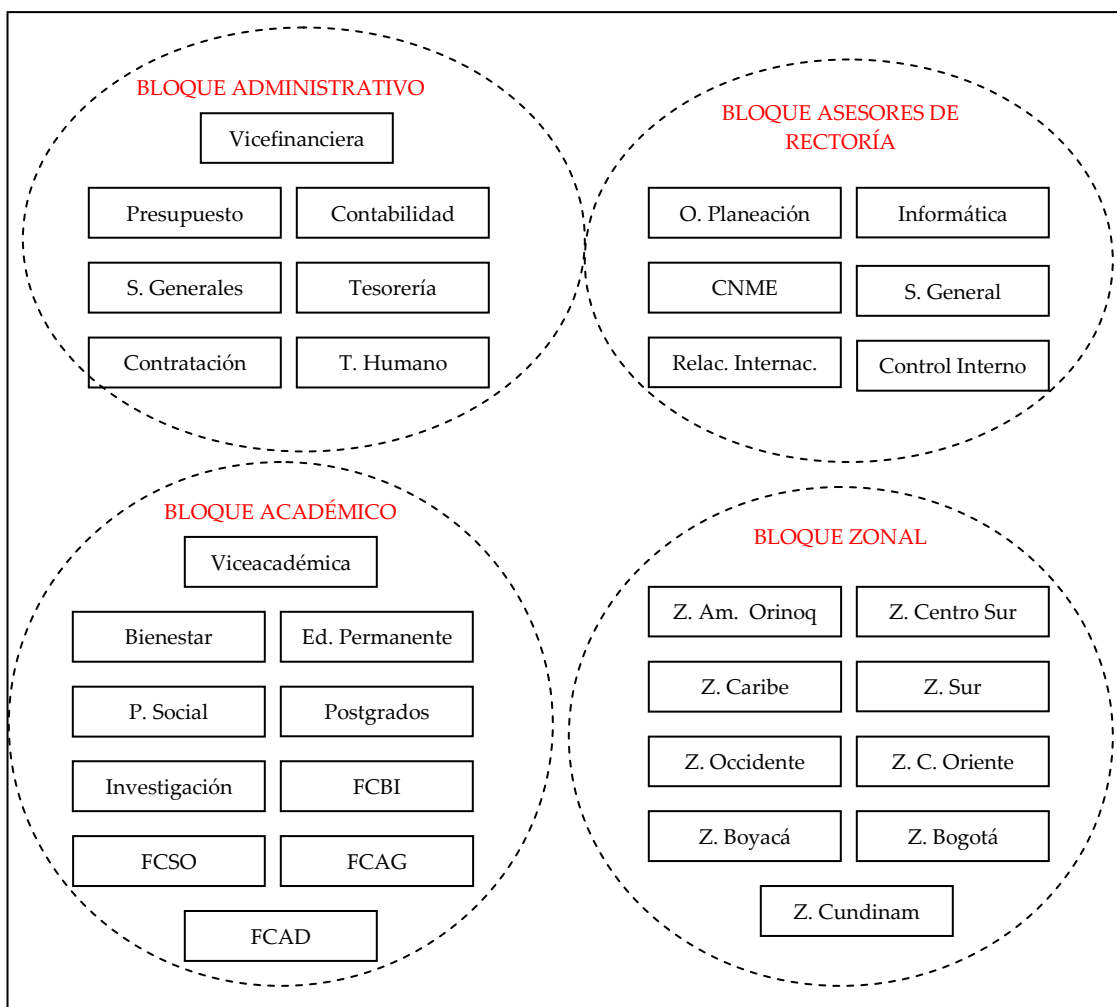 BLOQUE ADMINISTRATIVO
Vicefinanciera
Presupuesto
Contabilidad
S. Generales
Tesorería
Contratación
T. Humano
BLOQUE ASESORES DE
RECTORÍA
O. Planeación
Informática
CNME
S. General
Relac. Internac.
Control Interno
BLOQUE ACADÉMICO
Viceacadémica
Bienestar
Ed. Permanente
P. Social
Postgrados
Investigación
FCBI
FCSO
FCAG
FCAD
BLOQUE ZONAL
Z. Am. Orinoq
Z. Centro Sur
Z. Caribe
Z. Sur
Z. Occidente
Z. C. Oriente
Z. Boyacá
Z. Bogotá
Z. Cundinam